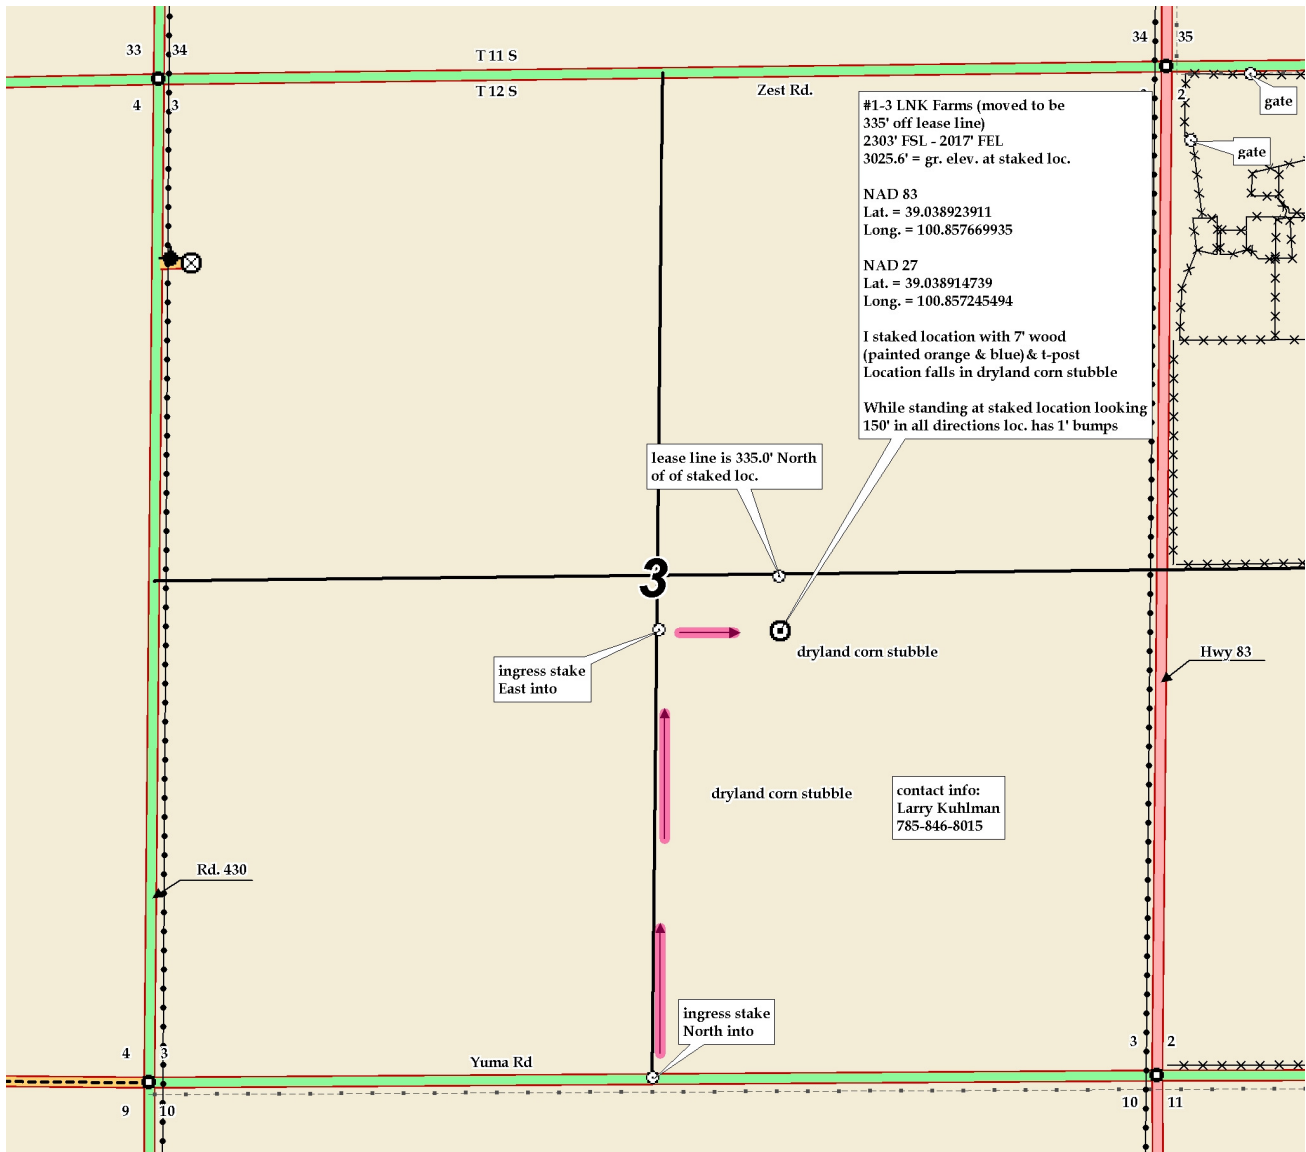 33
34
T 11 S
34
35
4
3
T 12 S
Zest Rd.
2
gate
gate
#1-3 LNK Farms (moved to be
335' off lease line)
2303' FSL - 2017' FEL
3025.6' = gr. elev. at staked loc.
NAD 83
Lat. = 39.038923911
Long. = 100.857669935
NAD 27
Lat. = 39.038914739
Long. = 100.857245494
I staked location with 7' wood
(painted orange & blue) & t-post
Location falls in dryland corn stubble
While standing at staked location looking
150' in all directions loc. has 1' bumps
lease line is 335.0' North
of of staked loc.
3
ingress stake
East into
dryland corn stubble
Hwy 83
dryland corn stubble
contact info:
Larry Kuhlman
785-846-8015
Rd. 430
ingress stake
North into
4
3
Yuma Rd
3
2
9
10
10
11